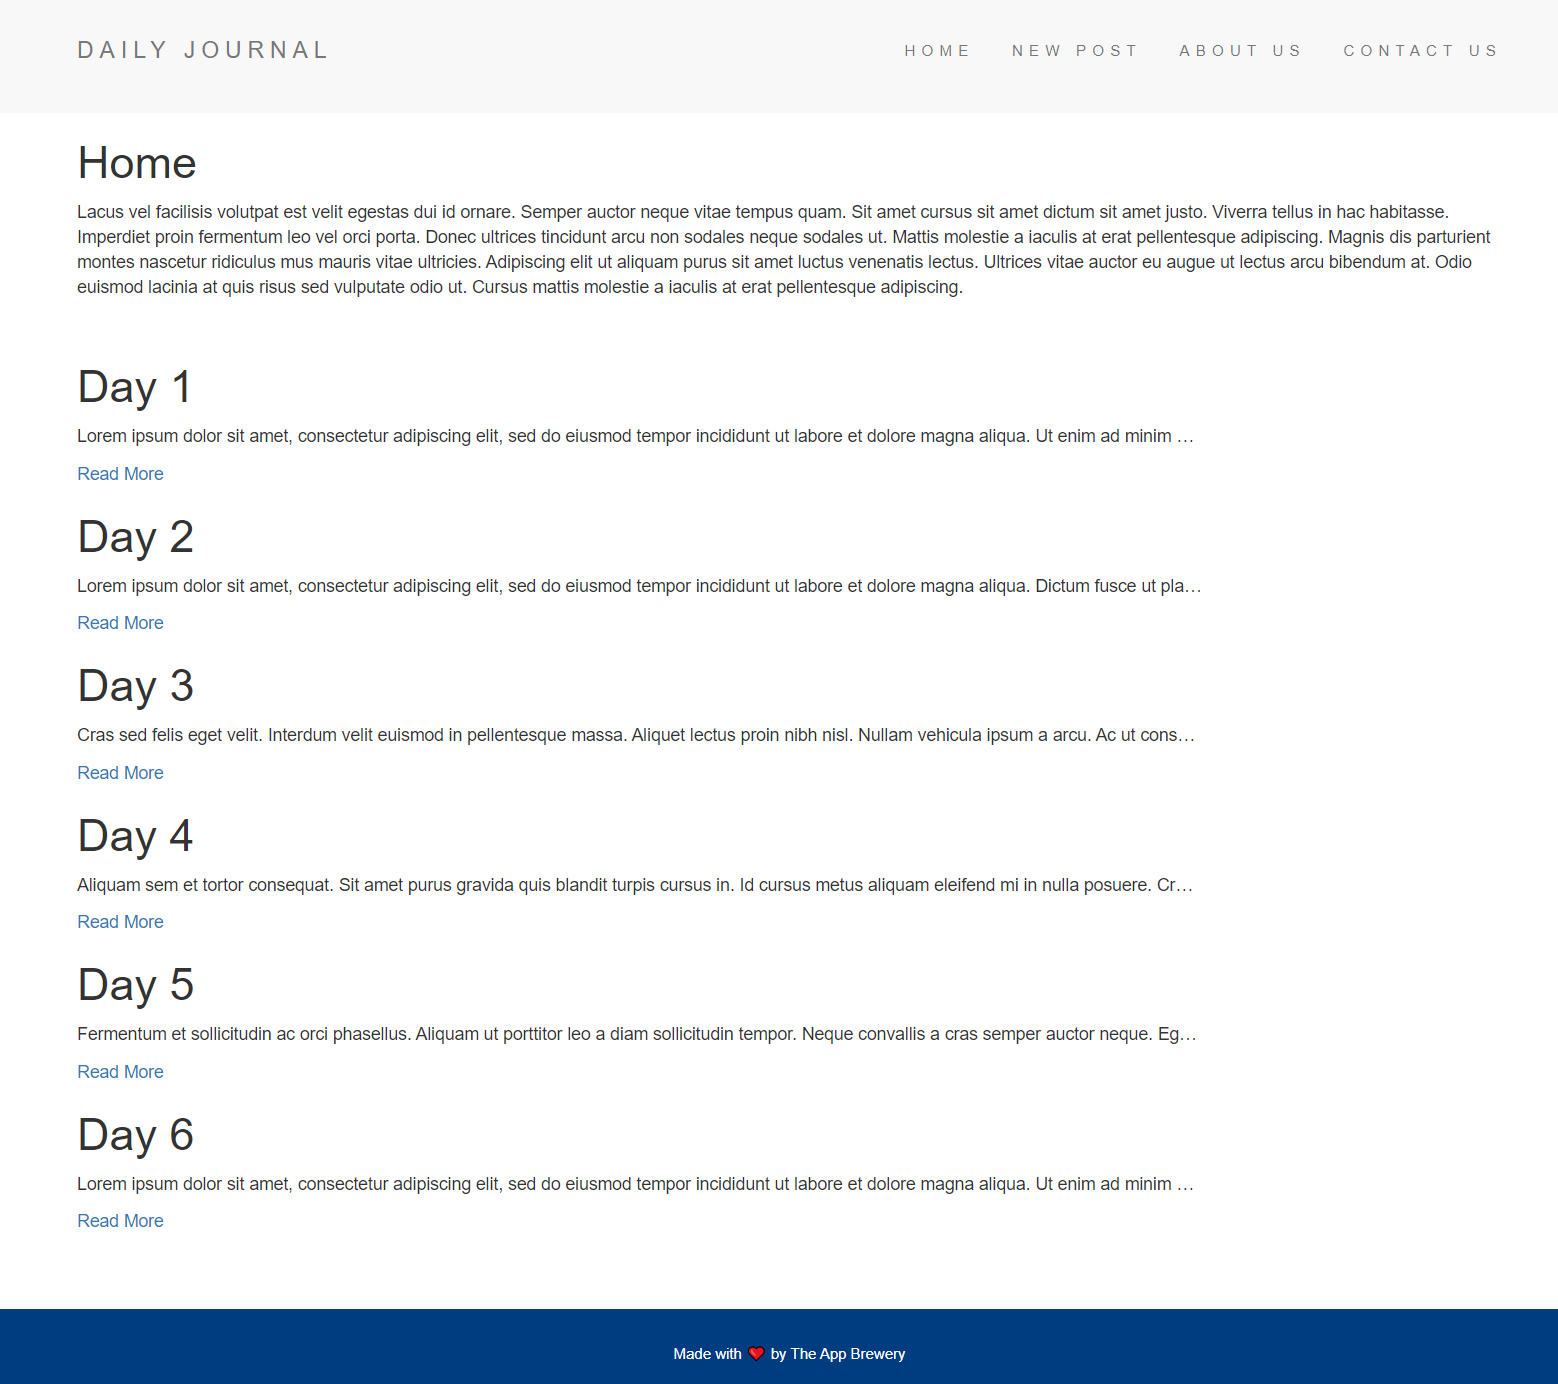 DAILY JOURNAL
HOME NEW POST ABOUT US CONTACT US
Home
Lacus vel facilisis volutpat est velit egestas dui id ornare. Semper auctor neque vitae tempus quam. Sit amet cursus sit amet dictum sit amet justo. Viverra tellus in hac habitasse.
Imperdiet proin fermentum leo vel orci porta. Donec ultrices tincidunt arcu non sodales neque sodales ut. Mattis molestie a iaculis at erat pellentesque adipiscing. Magnis dis parturient
montes nascetur ridiculus mus mauris vitae ultricies. Adipiscing elit ut aliquam purus sit amet luctus venenatis lectus. Ultrices vitae auctor eu augue ut lectus arcu bibendum at. Odio
euismod lacinia at quis risus sed vulputate odio ut. Cursus mattis molestie a iaculis at erat pellentesque adipiscing.
Day 1
Lorem ipsum dolor sit amet, consectetur adipiscing elit, sed do eiusmod tempor incididunt ut labore et dolore magna aliqua. Ut enim ad minim …
Read More
Day 2
Lorem ipsum dolor sit amet, consectetur adipiscing elit, sed do eiusmod tempor incididunt ut labore et dolore magna aliqua. Dictum fusce ut pla…
Read More
Day 3
Cras sed felis eget velit. Interdum velit euismod in pellentesque massa. Aliquet lectus proin nibh nisl. Nullam vehicula ipsum a arcu. Ac ut cons…
Read More
Day 4
Aliquam sem et tortor consequat. Sit amet purus gravida quis blandit turpis cursus in. Id cursus metus aliquam eleifend mi in nulla posuere. Cr…
Read More
Day 5
Fermentum et sollicitudin ac orci phasellus. Aliquam ut porttitor leo a diam sollicitudin tempor. Neque convallis a cras semper auctor neque. Eg…
Read More
Day 6
Lorem ipsum dolor sit amet, consectetur adipiscing elit, sed do eiusmod tempor incididunt ut labore et dolore magna aliqua. Ut enim ad minim …
Read More
Made with ❤️ by The App Brewery